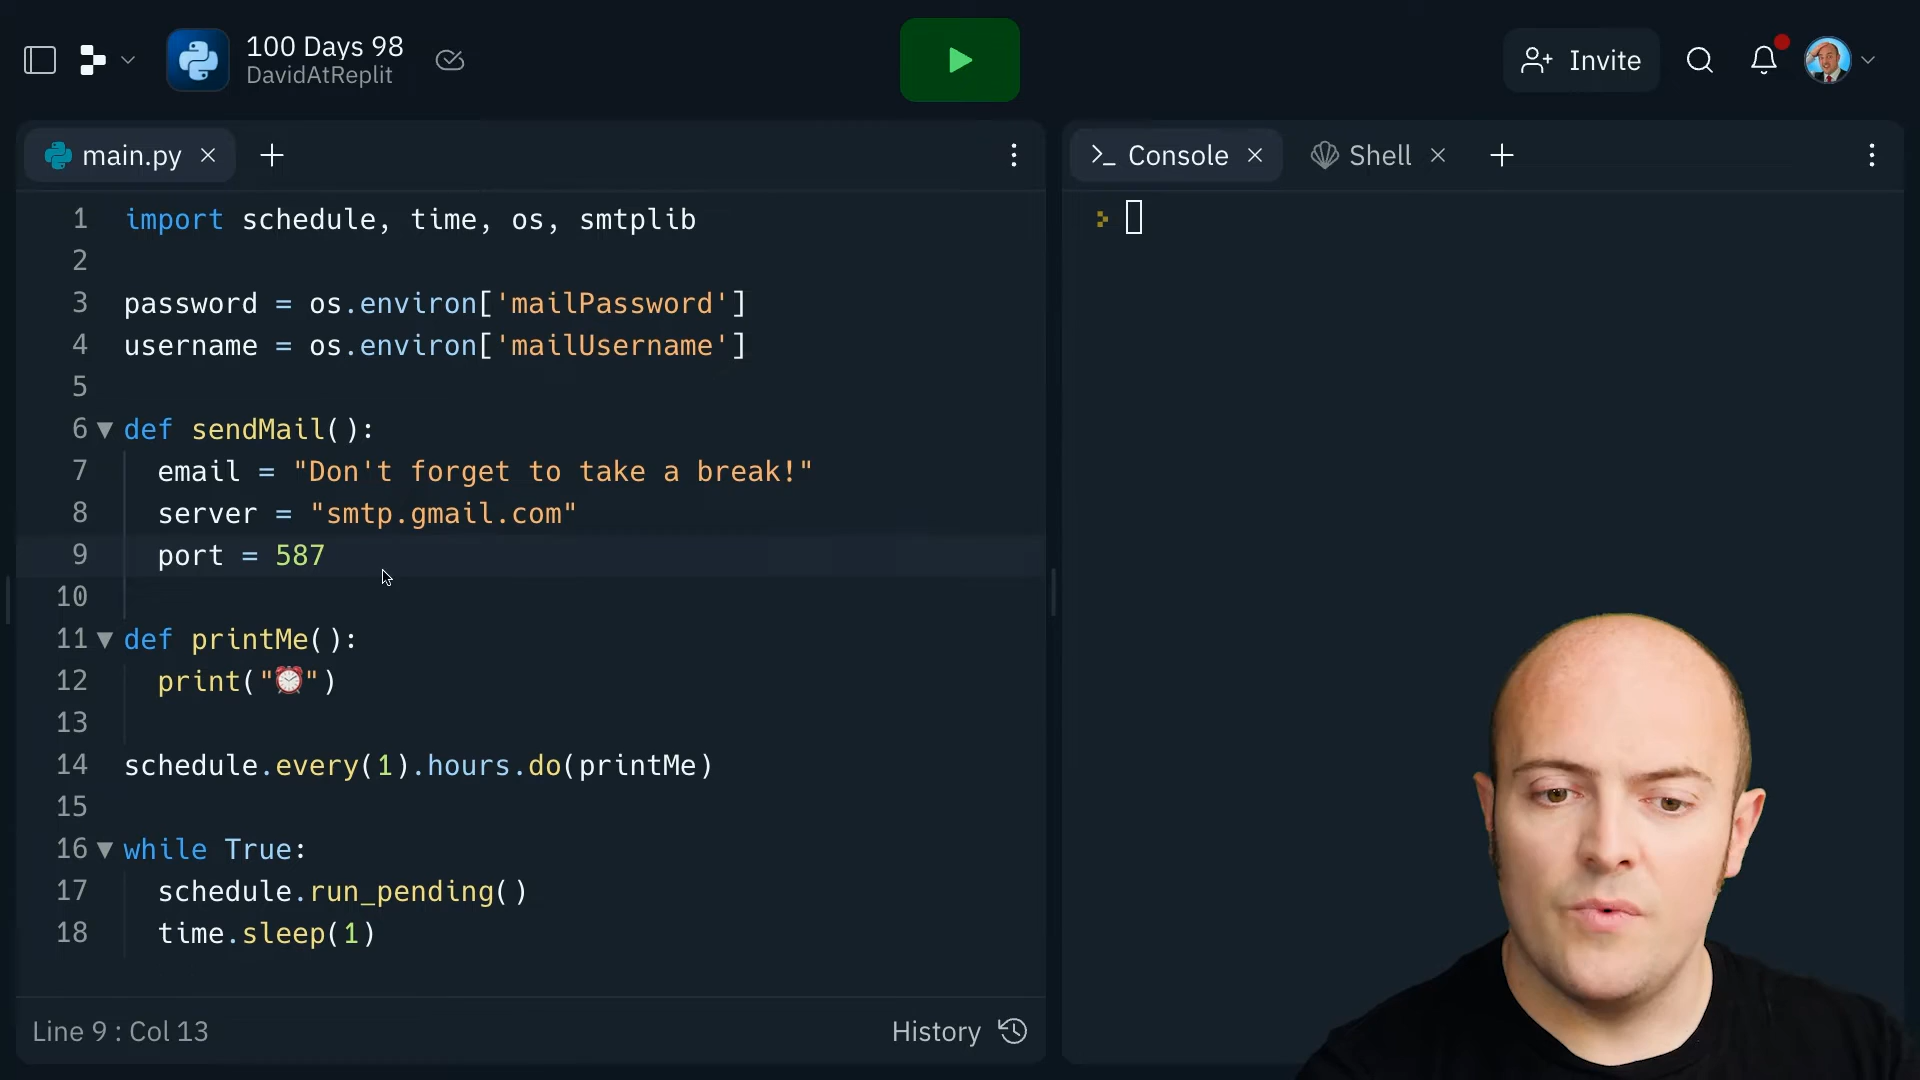 100 Days 98
DavidAtReplit
Invite
main.py
Console
Shell
1 import schedule, time, os, smtplib
2
3 password = os.environ['mailPassword']
4 username = os.environ['mailUsername']
5
6 def sendMail():
7 email = "Don't forget to take a break!"
8 server = "smtp.gmail.com"
9 port = 587
10
11 def printMe():
12 print("⏰")
13
14 schedule.every(1).hours.do(printMe)
15
16 while True:
17 schedule.run_pending()
18 time.sleep(1)
Line 9 : Col 13
History